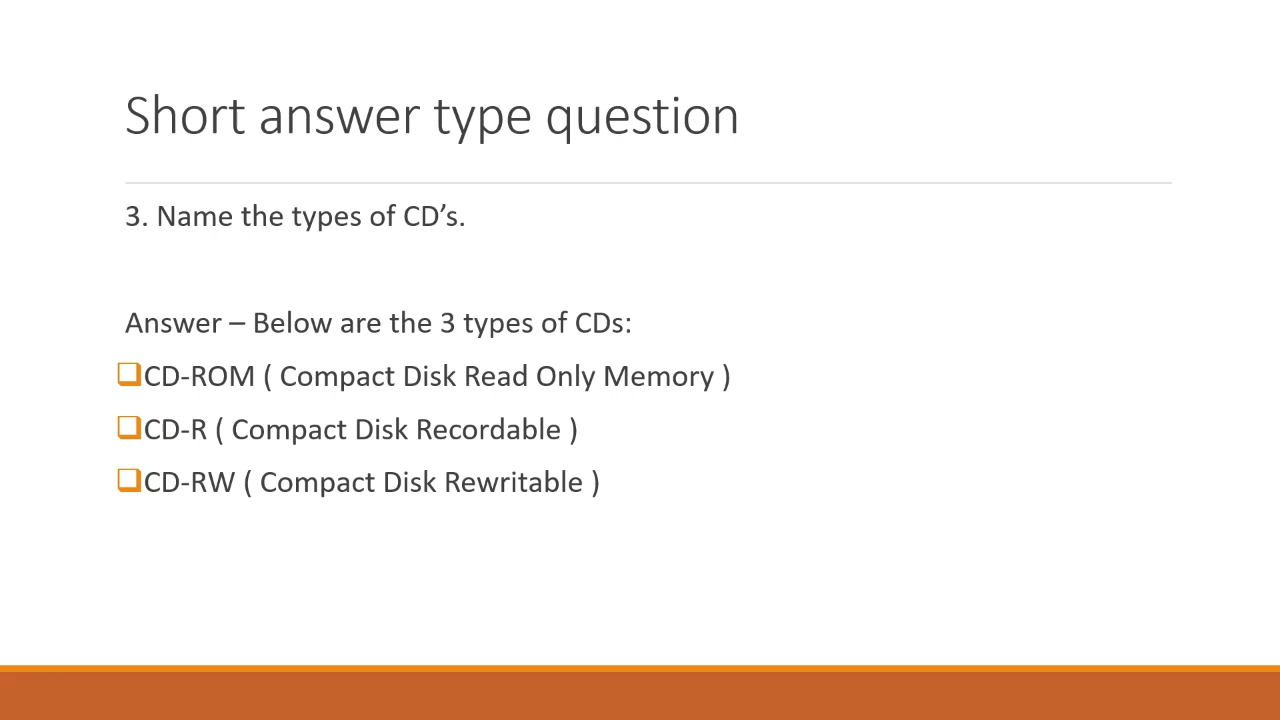 Short answer type question
3. Name the types of CD’s.
Answer – Below are the 3 types of CDs:
CD-ROM ( Compact Disk Read Only Memory )
CD-R ( Compact Disk Recordable )
CD-RW ( Compact Disk Rewritable )